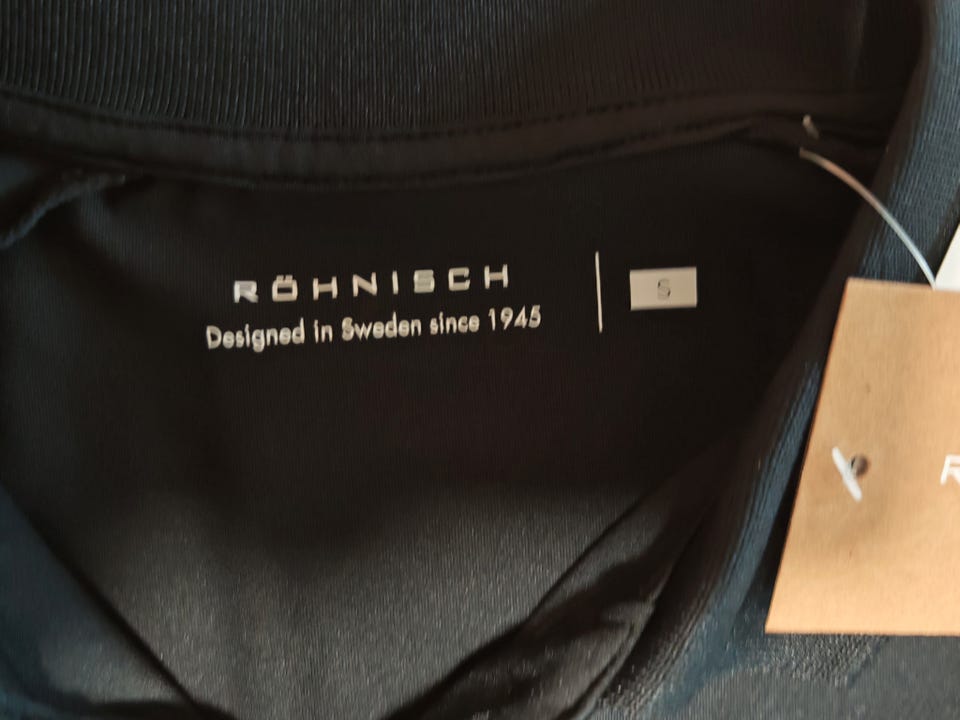 RÖHNISCH
Designed in Sweden since 1945
S
R